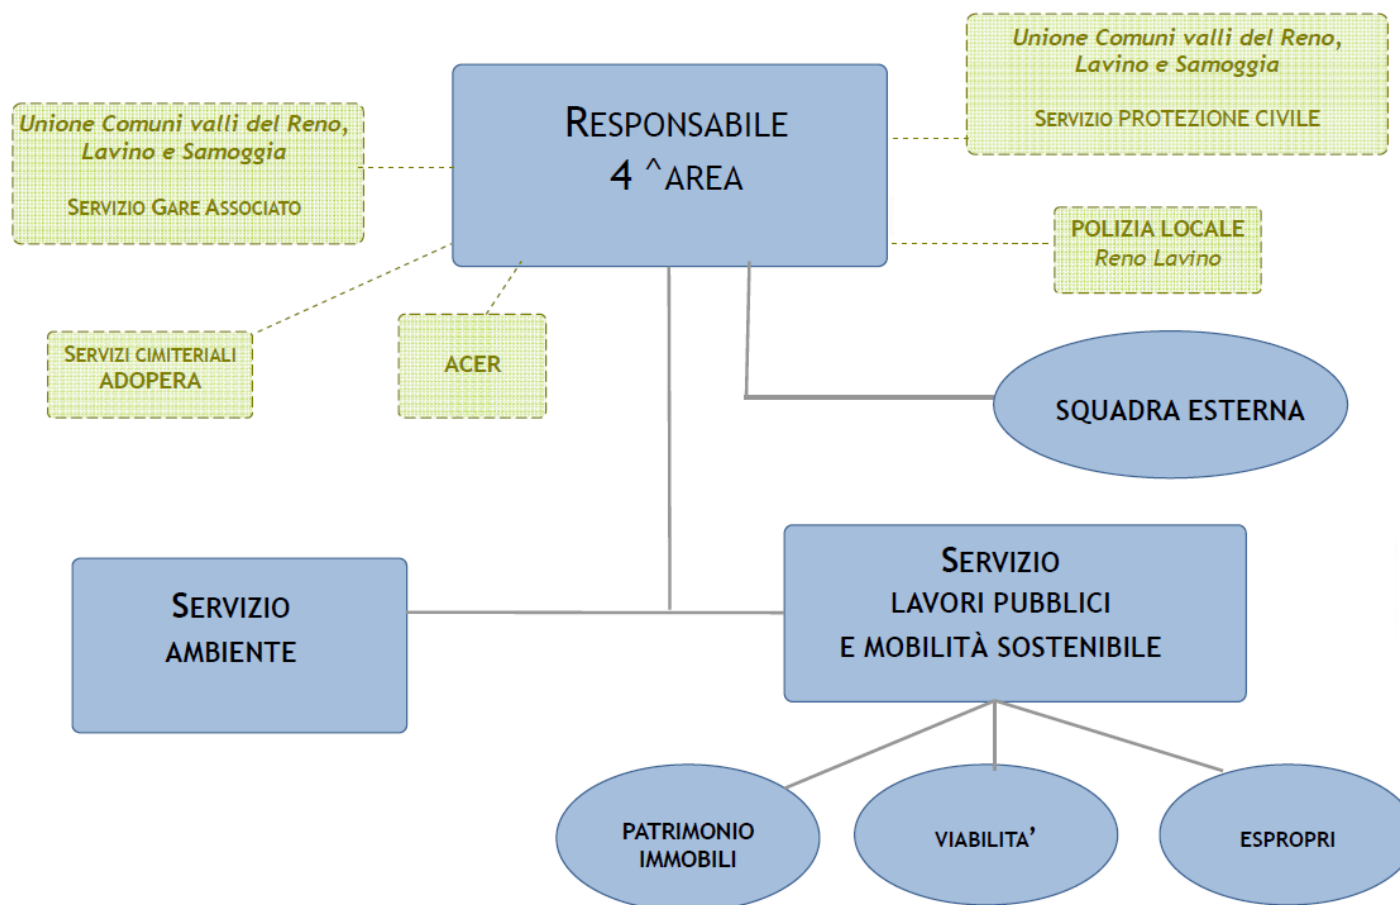 Unione Comuni valli del Reno,
Lavino e Samoggia
SERVIZIO GARE ASSOCIATO
RESPONSABILE
4 ^AREA
Unione Comuni valli del Reno,
Lavino e Samoggia
SERVIZIO PROTEZIONE CIVILE
POLIZIA LOCALE
Reno Lavino
SERVIZI CIMITERIALI
ADOPERA
ACER
SQUADRA ESTERNA
SERVIZIO
AMBIENTE
SERVIZIO
LAVORI PUBBLICI
E MOBILITÀ SOSTENIBILE
PATRIMONIO
IMMOBILI
VIABILITA’
ESPROPRI